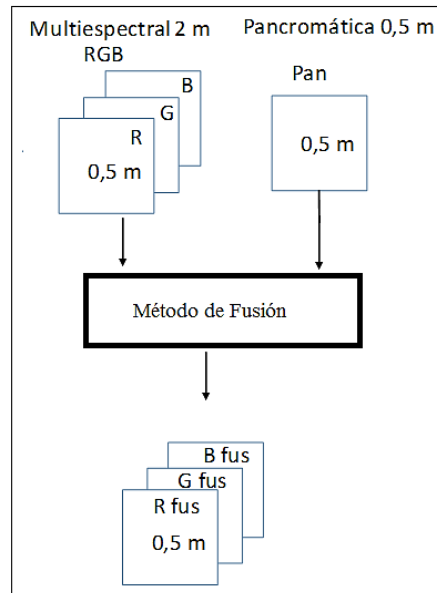 Multiespectral 2 m
Pancromática 0,5 m
RGB
B
G
R
0,5 m
Pan
0,5 m
Método de Fusión
B fus
G fus
R fus
0,5 m